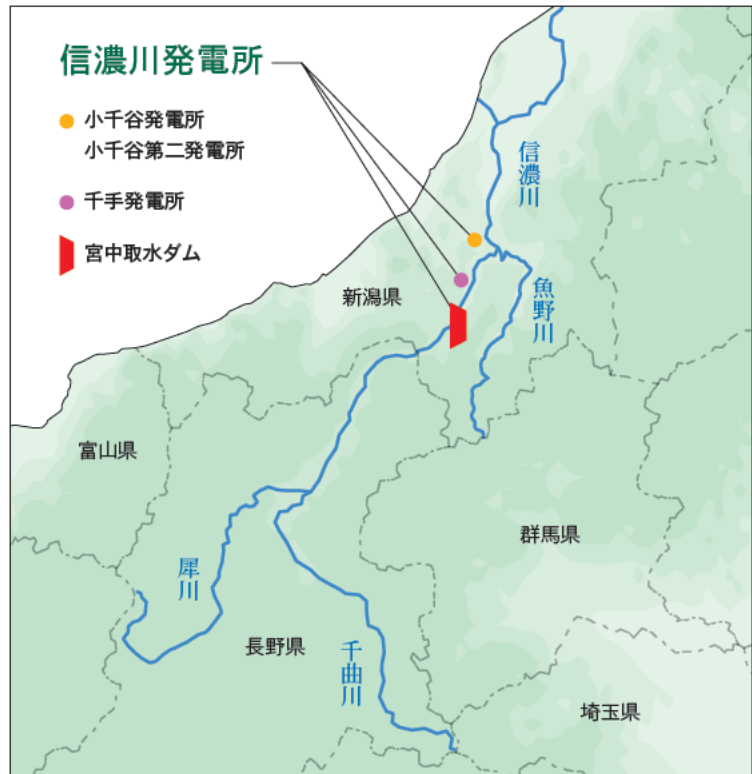 信濃川発電所
小千谷発電所
小千谷第二発電所
千手発電所
宮中取水ダム
信濃川
魚野川
新潟県
富山県
群馬県
犀川
長野県
千曲川
埼玉県